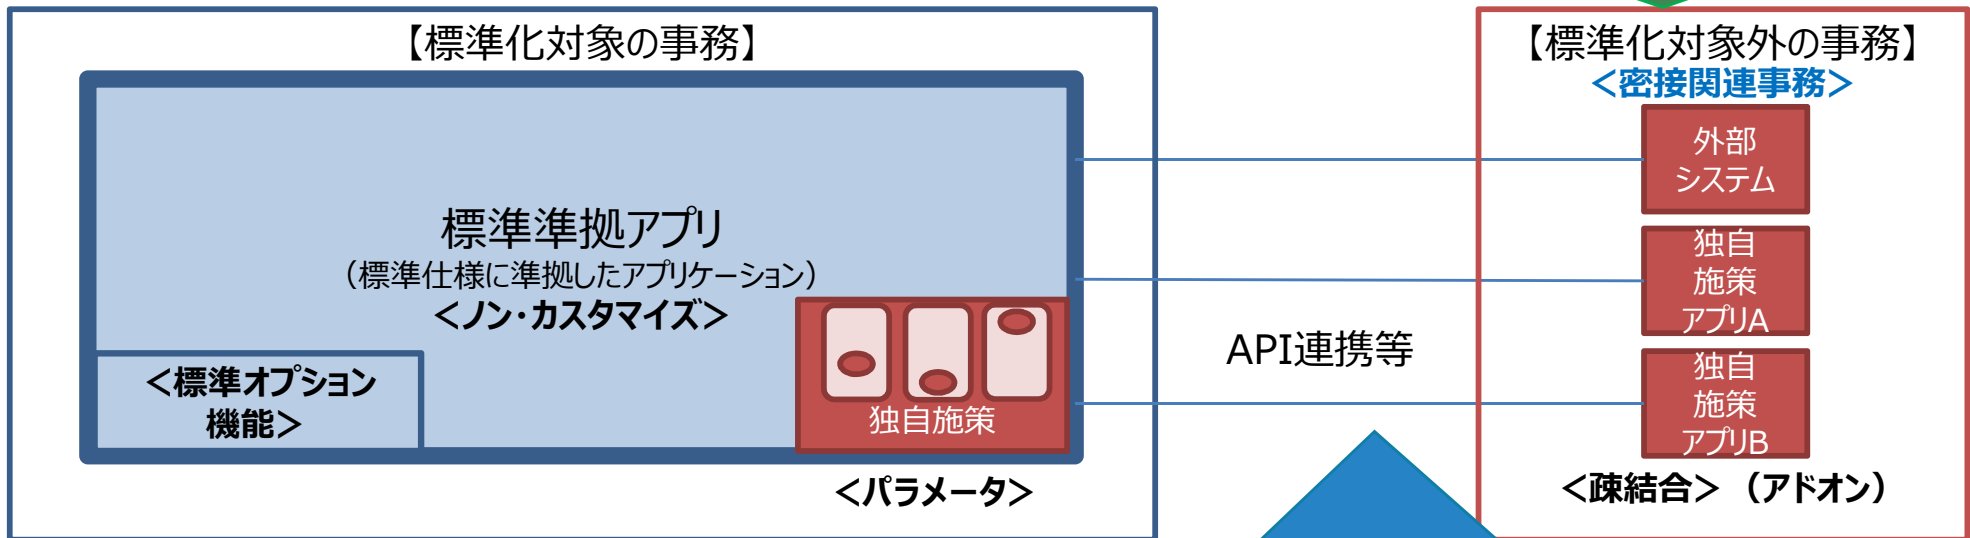 【標準化対象の事務】
標準準拠アプリ
（標準仕様に準拠したアプリケーション）
＜ノン・カスタマイズ＞
＜標準オプション
機能＞
独自施策
＜パラメータ＞
API連携等
【標準化対象外の事務】
＜密接関連事務＞
外部
システム
独自
施策
アプリA
独自
施策
アプリB
＜疎結合＞（アドオン）